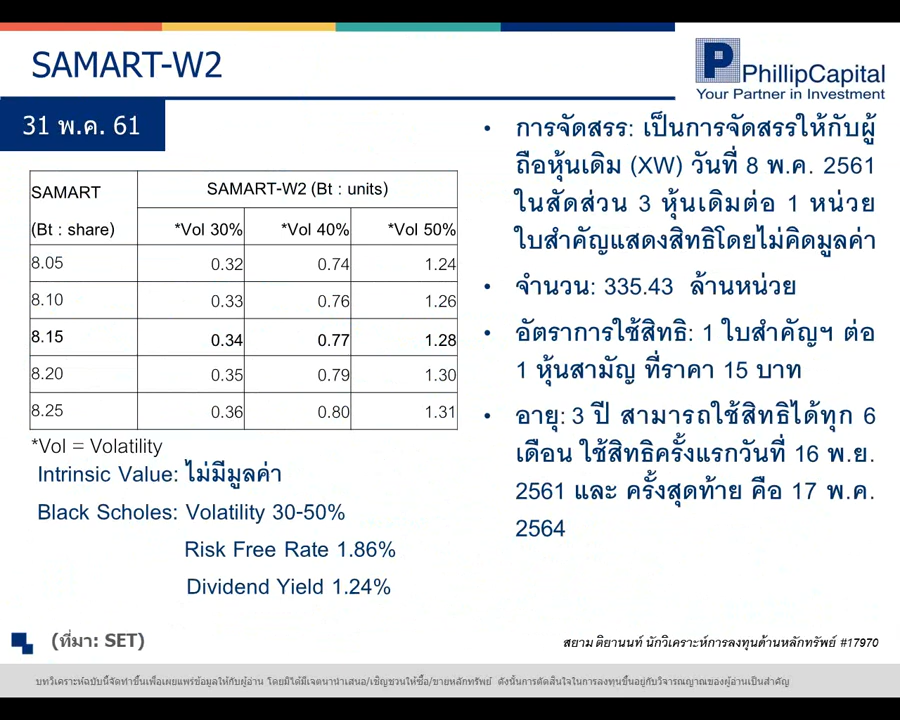 SAMART-W2
PhillipCapital
Your Partner in Investment
31 พ.ค. 61
SAMART
(Bt : share)
SAMART-W2 (Bt : units)
*Vol 30% *Vol 40% *Vol 50%
8.05 0.32 0.74 1.24
8.10 0.33 0.76 1.26
8.15 0.34 0.77 1.28
8.20 0.35 0.79 1.30
8.25 0.36 0.80 1.31
*Vol = Volatility
Intrinsic Value: ไม่มีมูลค่า
Black Scholes: Volatility 30-50%
Risk Free Rate 1.86%
Dividend Yield 1.24%
• การจัดสรร: เป็นการจัดสรรให้กับผู้
ถือหุ้นเดิม (XW) วันที่ 8 พ.ค. 2561
ในสัดส่วน 3 หุ้นเดิมต่อ 1 หน่วย
ใบสำคัญแสดงสิทธิโดยไม่คิดมูลค่า
• จำนวน: 335.43 ล้านหน่วย
• อัตราการใช้สิทธิ: 1 ใบสำคัญฯ ต่อ
1 หุ้นสามัญ ที่ราคา 15 บาท
• อายุ: 3 ปี สามารถใช้สิทธิได้ทุก 6
เดือน ใช้สิทธิครั้งแรกวันที่ 16 พ.ย.
2561 และ ครั้งสุดท้าย คือ 17 พ.ค.
2564
(ที่มา: SET)
สยาม ติยานนท์ นักวิเคราะห์การลงทุนด้านหลักทรัพย์ #17970
บทวิเคราะห์ฉบับนี้จัดทำขึ้นเพื่อเผยแพร่ข้อมูลให้กับผู้อ่าน โดยมิได้มีเจตนานำเสนอ/เชิญชวนให้ซื้อ/ขายหลักทรัพย์ ดังนั้นการตัดสินใจในการลงทุนขึ้นอยู่กับวิจารณญาณของผู้อ่านเป็นสำคัญ